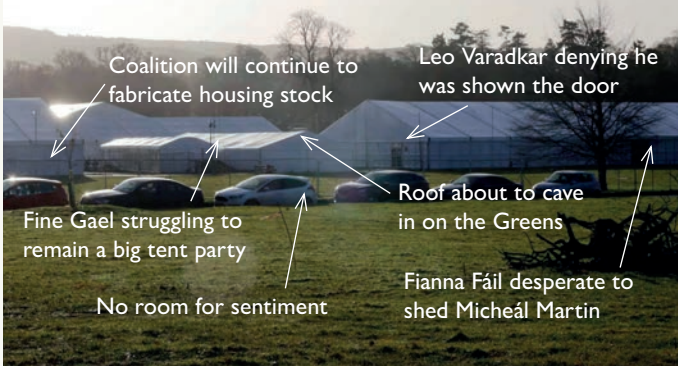 Coalition will continue to
fabricate housing stock
Leo Varadkar denying he
was shown the door
Roof about to cave
in on the Greens
Fine Gael struggling to
remain a big tent party
No room for sentiment
Fianna Fáil desperate to
shed Micheál Martin